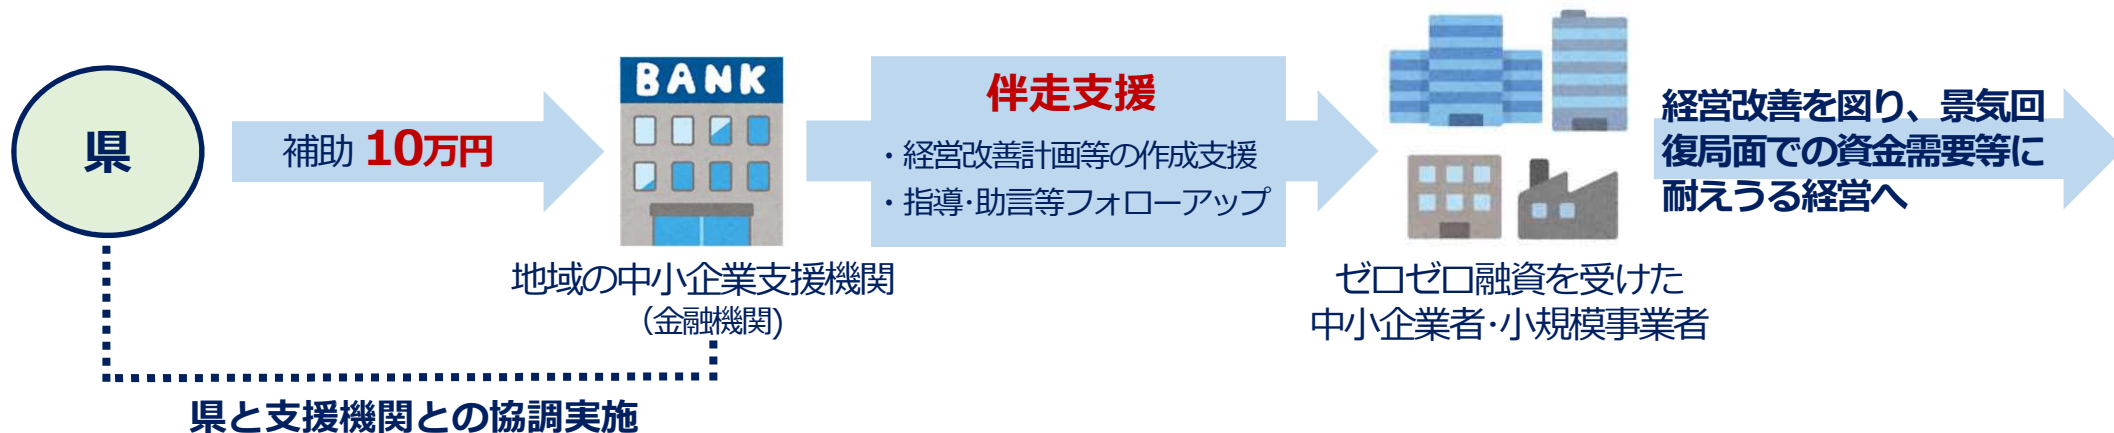 県
補助 10万円
BANK
地域の中小企業支援機関
（金融機関)
伴走支援
・経営改善計画等の作成支援
・指導･助言等フォローアップ
ゼロゼロ融資を受けた
中小企業者･小規模事業者
経営改善を図り、景気回
復局面での資金需要等に
耐えうる経営へ
県と支援機関との協調実施